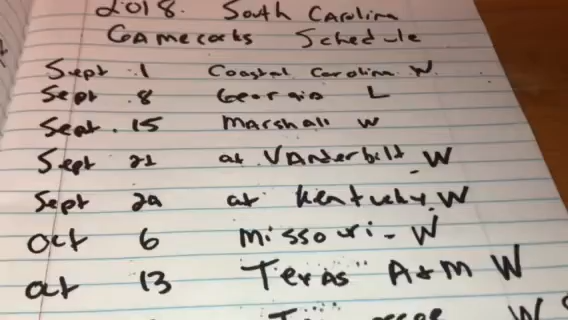 2018. South Carolina
Gamecocks Schedule
Sept .1 Coastal Carolina W.
Sept .8 Georgia L
Sept. 15 Marshall W
Sept 22 at Vanderbilt W
Sept 29 at Kentucky W
Oct 6 Missouri - W
Oct 13 Texas A+M W
W